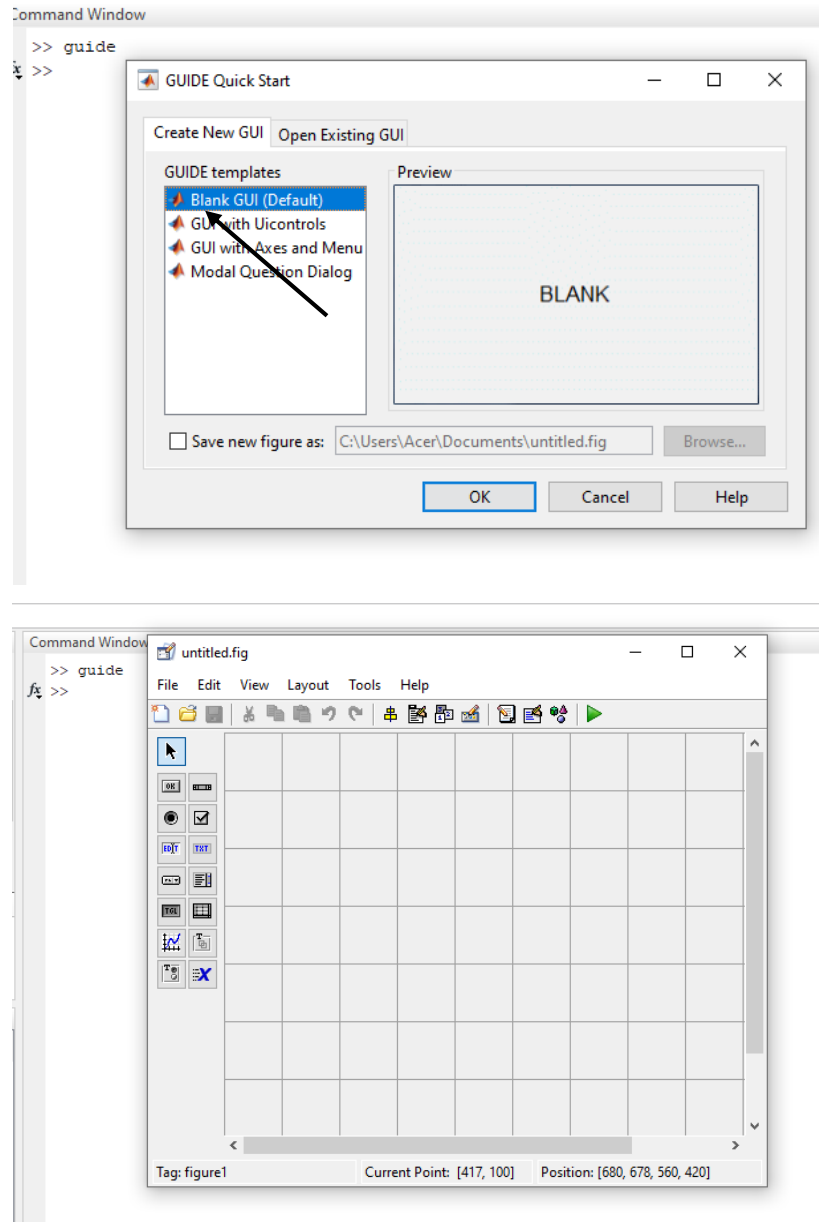 Command Window
>> guide
fx >>
GUIDE Quick Start
Create New GUI Open Existing GUI
GUIDE templates Preview
Blank GUI (Default)
GUI with Uicontrols
GUI with Axes and Menu
Modal Question Dialog
BLANK
Save new figure as: C:\Users\Acer\Documents\untitled.fig Browse...
OK Cancel Help
Command Window
>> guide
fx >>
untitled.fig
File Edit View Layout Tools Help
OK
EDIT TXT
TGL
Tag: figure1 Current Point: [417, 100] Position: [680, 678, 560, 420]